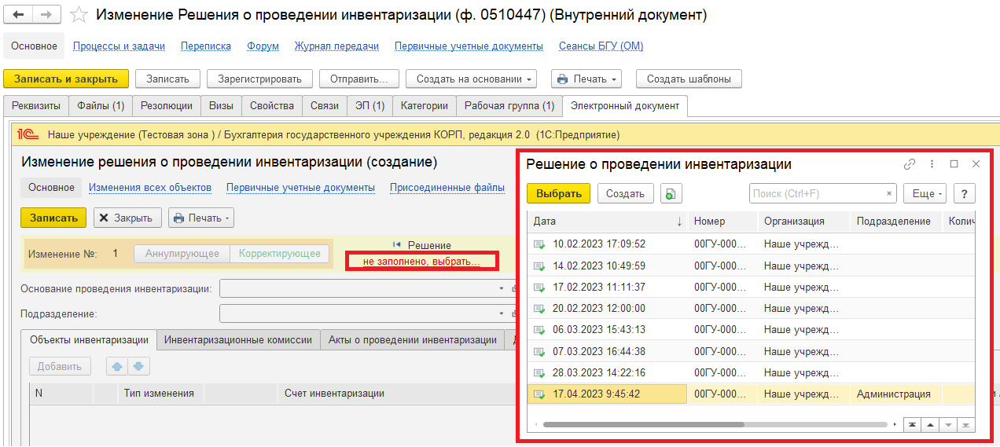 Изменение Решения о проведении инвентаризации (ф. 0510447) (Внутренний документ)
Основное Процессы и задачи Переписка Форум Журнал передачи Первичные учетные документы Сеансы БГУ (ОМ)
Записать и закрыть Записать Зарегистрировать Отправить... Создать на основании Печать Создать шаблоны
Реквизиты Файлы (1) Резолюции Визы Свойства Связи ЭП (1) Категории Рабочая группа (1) Электронный документ
1С Наше учреждение (Тестовая зона ) / Бухгалтерия государственного учреждения КОРП, редакция 2.0 (1С:Предприятие)
Изменение решения о проведении инвентаризации (создание)
Основное Изменения всех объектов Первичные учетные документы Присоединенные файлы
Записать Закрыть Печать
Изменение №: 1 Аннулирующее Корректирующее Решение
не заполнено, выбрать...
Основание проведения инвентаризации:
Подразделение:
Объекты инвентаризации Инвентаризационные комиссии Акты о проведении инвентаризации
Добавить
N Тип изменения Счет инвентаризации
Решение о проведении инвентаризации
Выбрать Создать Поиск (Ctrl+F) × Еще ?
Дата ↓ Номер Организация Подразделение Колич
10.02.2023 17:09:52 00ГУ-000... Наше учрежд...
14.02.2023 10:49:59 00ГУ-000... Наше учрежд...
17.02.2023 11:11:37 00ГУ-000... Наше учрежд...
20.02.2023 12:00:00 00ГУ-000... Наше учрежд...
06.03.2023 15:43:13 00ГУ-000... Наше учрежд...
07.03.2023 16:44:38 00ГУ-000... Наше учрежд...
28.03.2023 14:22:16 00ГУ-000... Наше учрежд...
17.04.2023 9:45:42 00ГУ-000... Наше учрежд... Администрация